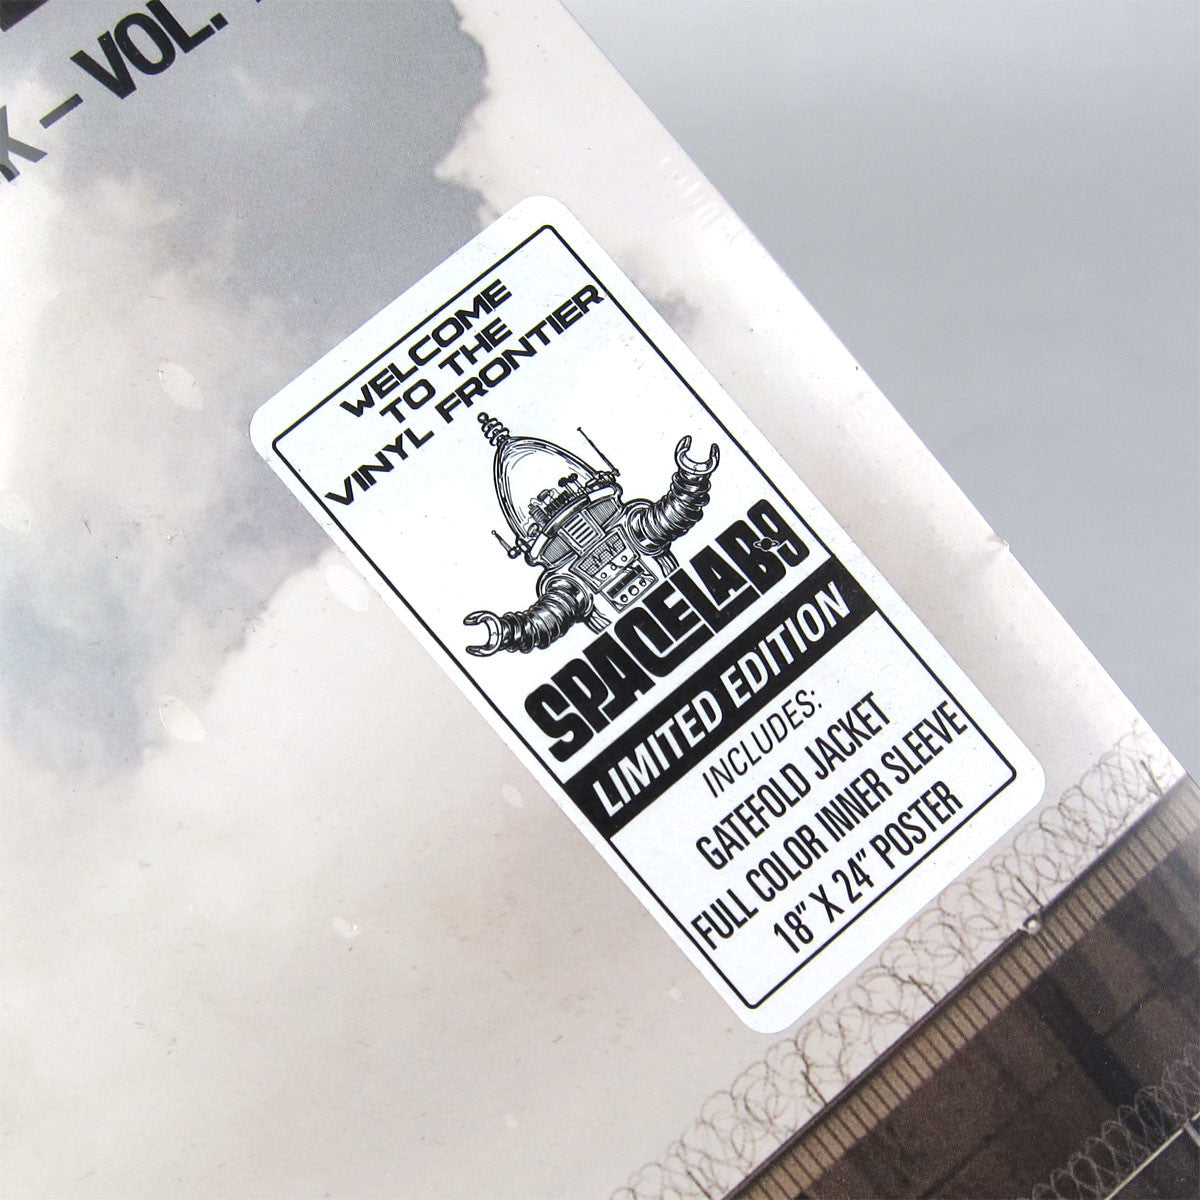 K – VOL.
WELCOME
TO THE
VINYL FRONTIER
SPACELAB9
LIMITED EDITION
INCLUDES:
GATEFOLD JACKET
FULL COLOR INNER SLEEVE
18" X 24" POSTER